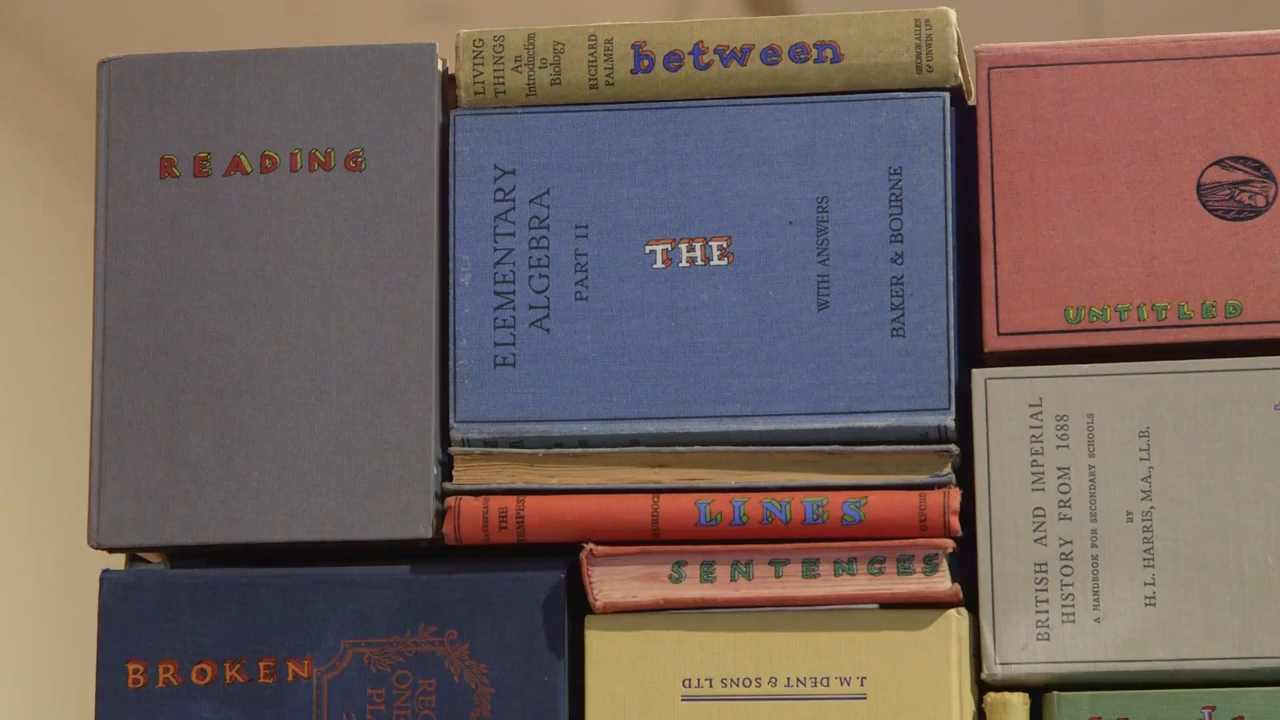 READING
LIVING
THINGS
An
Introduction
to
Biology
RICHARD
PALMER
between
GEORGE ALLEN
& UNWIN LTD
ELEMENTARY
ALGEBRA
PART II
THE
WITH ANSWERS
BAKER & BOURNE
UNTITLED
THE
TEMPEST
LINES
OXFORD
SENTENCES
BRITISH AND IMPERIAL
HISTORY FROM 1688
A HANDBOOK FOR SECONDARY SCHOOLS
BY
H. L. HARRIS, M.A., LL.B.
BROKEN
J.M. DENT & SONS LTD